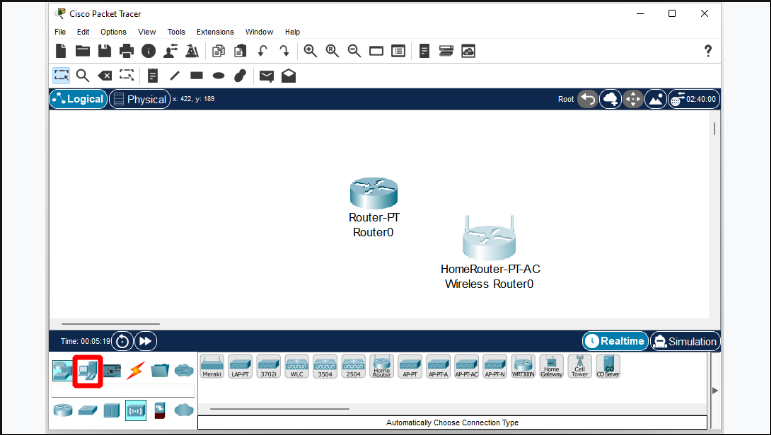 Cisco Packet Tracer
File Edit Options View Tools Extensions Window Help
?
Logical Physical x: 422, y: 189 Root 02:40:00
Router-PT
Router0
HomeRouter-PT-AC
Wireless Router0
Time: 00:05:19 Realtime Simulation
Meraki LAP-PT 3702i WLC 3504 2504 Home Router AP-PT AP-PT-A AP-PT-AC AP-PT-N WRT300N Home Gateway Cell Tower CO Server
Automatically Choose Connection Type